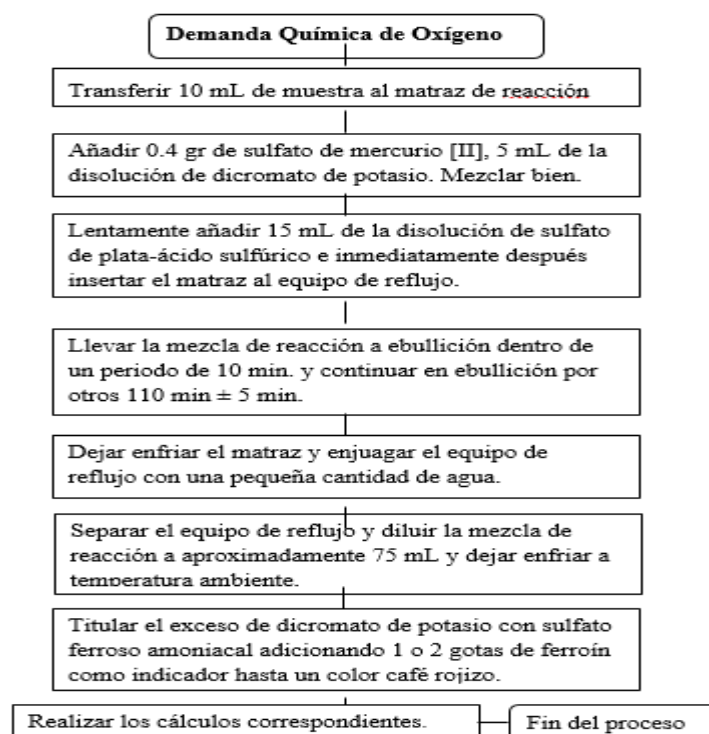 Demanda Química de Oxígeno
Transferir 10 mL de muestra al matraz de reacción
Añadir 0.4 gr de sulfato de mercurio [II], 5 mL de la
disolución de dicromato de potasio. Mezclar bien.
Lentamente añadir 15 mL de la disolución de sulfato
de plata-ácido sulfúrico e inmediatamente después
insertar el matraz al equipo de reflujo.
Llevar la mezcla de reacción a ebullición dentro de
un periodo de 10 min. y continuar en ebullición por
otros 110 min ± 5 min.
Dejar enfriar el matraz y enjuagar el equipo de
reflujo con una pequeña cantidad de agua.
Separar el equipo de reflujo y diluir la mezcla de
reacción a aproximadamente 75 mL y dejar enfriar a
temperatura ambiente.
Titular el exceso de dicromato de potasio con sulfato
ferroso amoniacal adicionando 1 o 2 gotas de ferroín
como indicador hasta un color café rojizo.
Realizar los cálculos correspondientes.
Fin del proceso